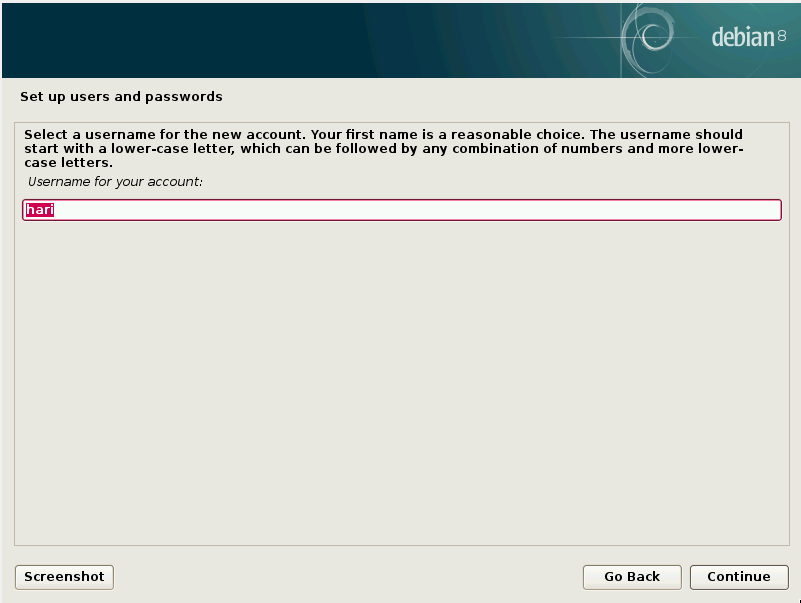 debian 8
Set up users and passwords
Select a username for the new account. Your first name is a reasonable choice. The username should
start with a lower-case letter, which can be followed by any combination of numbers and more lower-
case letters.
Username for your account:
hari
Screenshot
Go Back
Continue